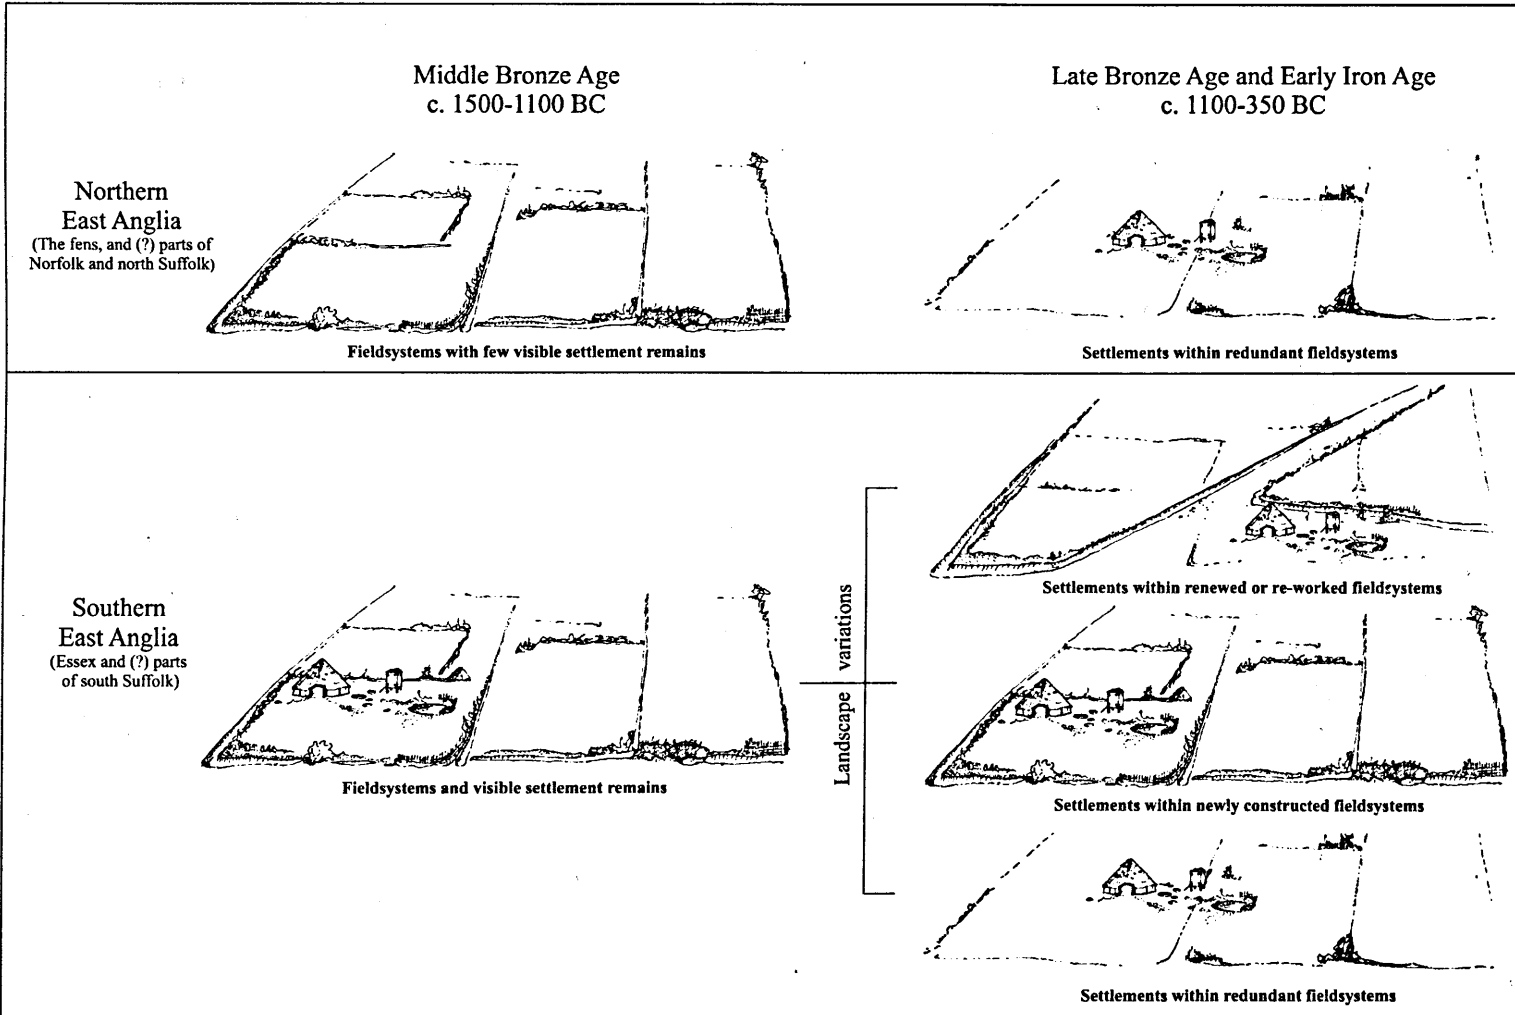 Middle Bronze Age
c. 1500-1100 BC
Late Bronze Age and Early Iron Age
c. 1100-350 BC
Northern
East Anglia
(The fens, and (?) parts of
Norfolk and north Suffolk)
Fieldsystems with few visible settlement remains
Settlements within redundant fieldsystems
Southern
East Anglia
(Essex and (?) parts
of south Suffolk)
Fieldsystems and visible settlement remains
Landscape variations
Settlements within renewed or re-worked fieldsystems
Settlements within newly constructed fieldsystems
Settlements within redundant fieldsystems